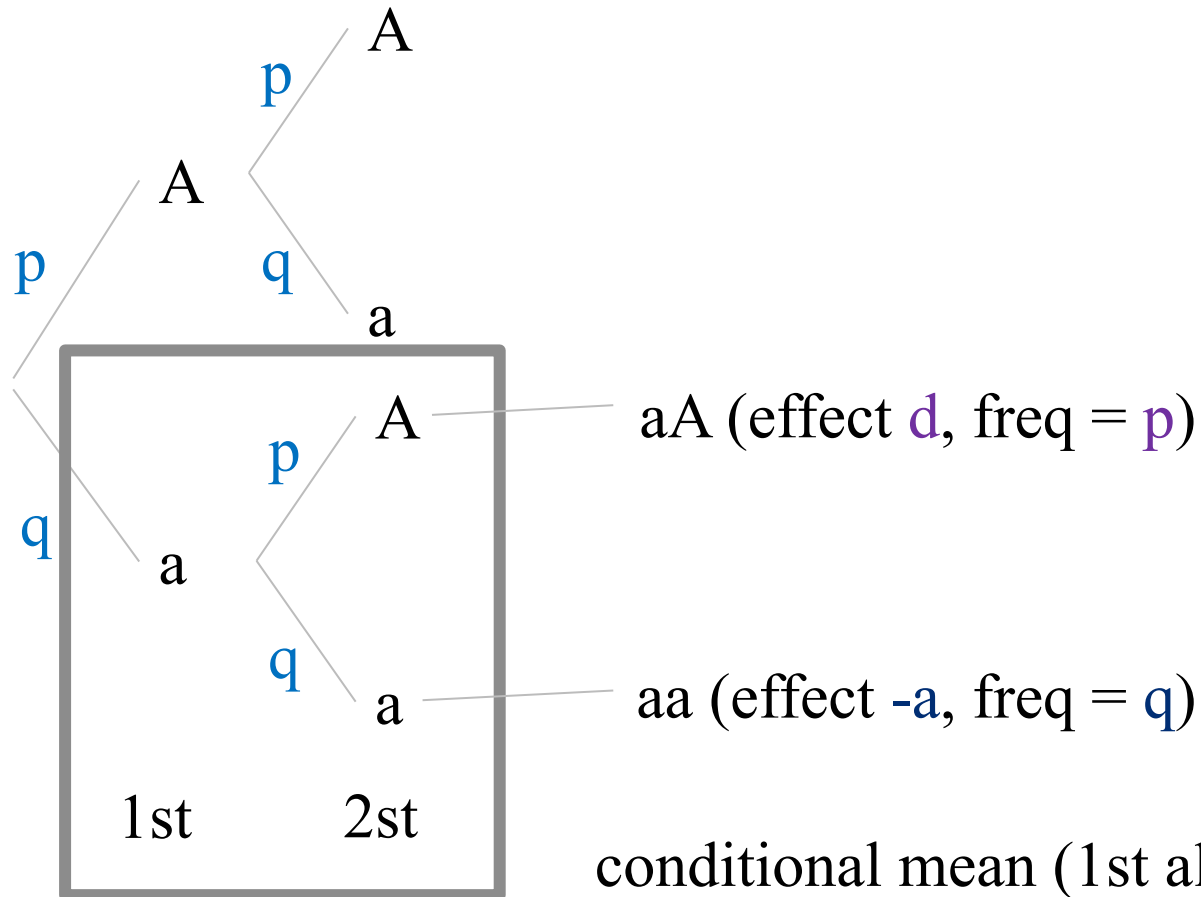 A
p
A
p
q
a
A
aA (effect d, freq = p)
p
q
a
q
a
aa (effect -a, freq = q)
1st 2st
conditional mean (1st al